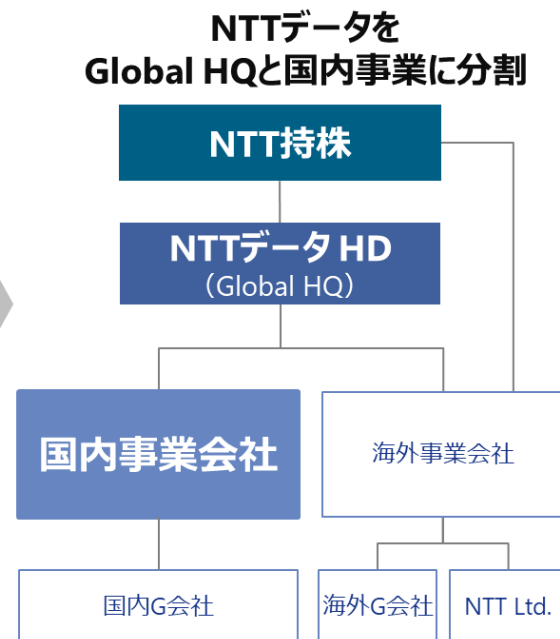 NTTデータを
Global HQと国内事業に分割
NTT持株
NTTデータ HD
（Global HQ）
国内事業会社
海外事業会社
国内G会社
海外G会社
NTT Ltd.